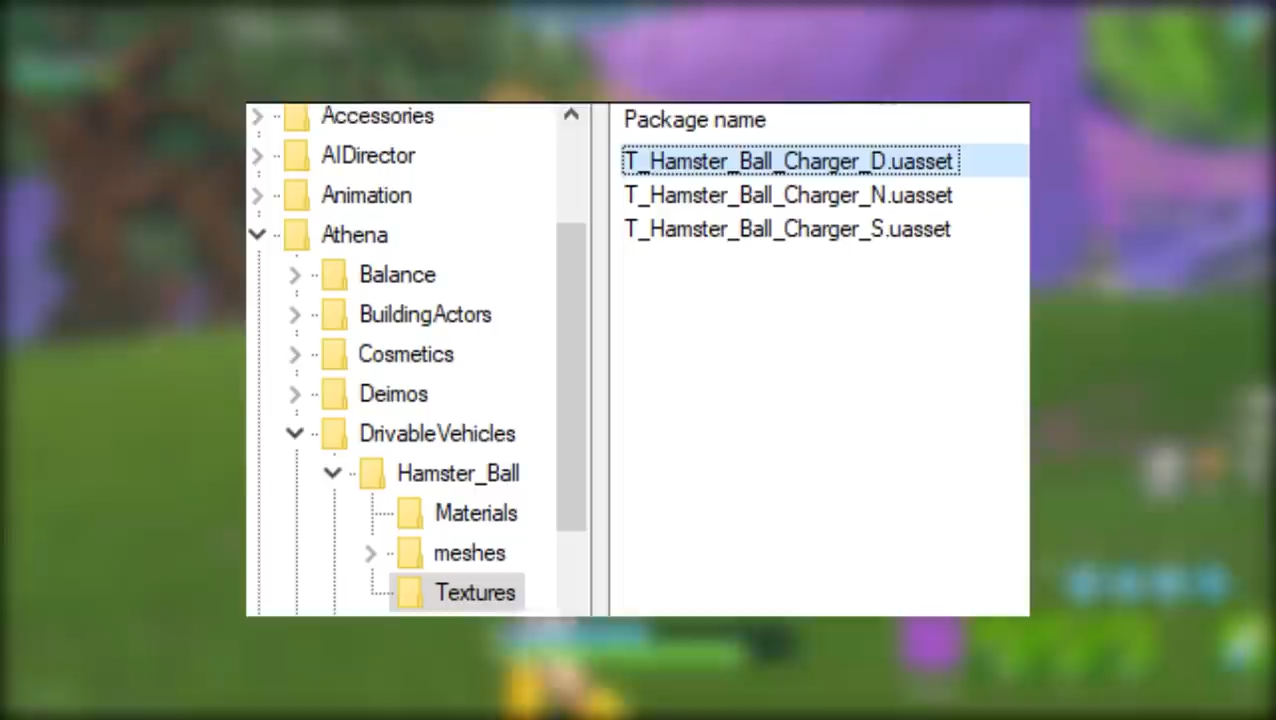 Accessories
AIDirector
Animation
Athena
Balance
BuildingActors
Cosmetics
Deimos
DrivableVehicles
Hamster_Ball
Materials
meshes
Textures
Package name
T_Hamster_Ball_Charger_D.uasset
T_Hamster_Ball_Charger_N.uasset
T_Hamster_Ball_Charger_S.uasset